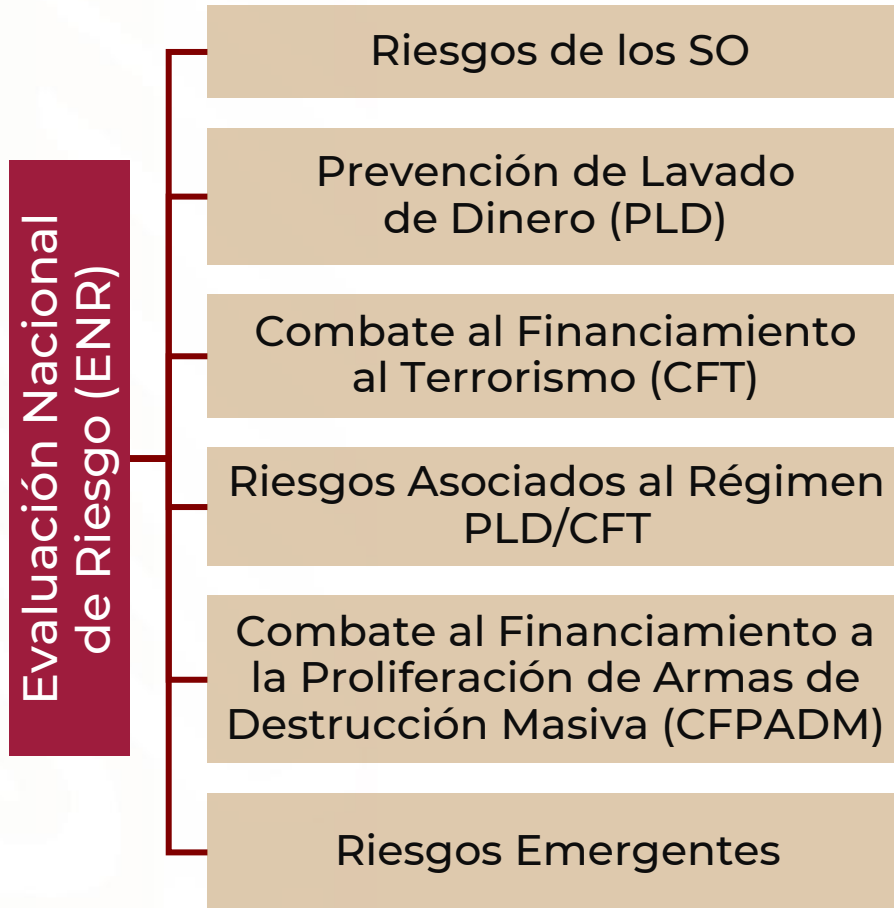 Evaluación Nacional
de Riesgo (ENR)
Riesgos de los SO
Prevención de Lavado
de Dinero (PLD)
Combate al Financiamiento
al Terrorismo (CFT)
Riesgos Asociados al Régimen
PLD/CFT
Combate al Financiamiento a
la Proliferación de Armas de
Destrucción Masiva (CFPADM)
Riesgos Emergentes